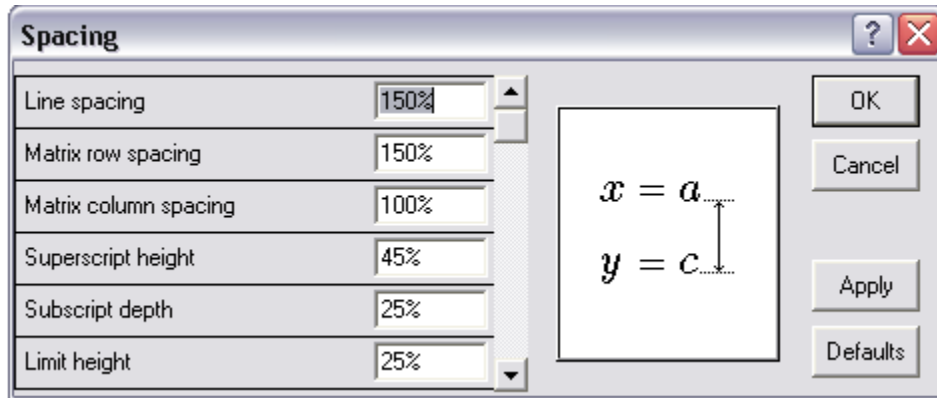 Spacing
?
Line spacing 150%
Matrix row spacing 150%
Matrix column spacing 100%
Superscript height 45%
Subscript depth 25%
Limit height 25%
x = a
y = c
OK
Cancel
Apply
Defaults